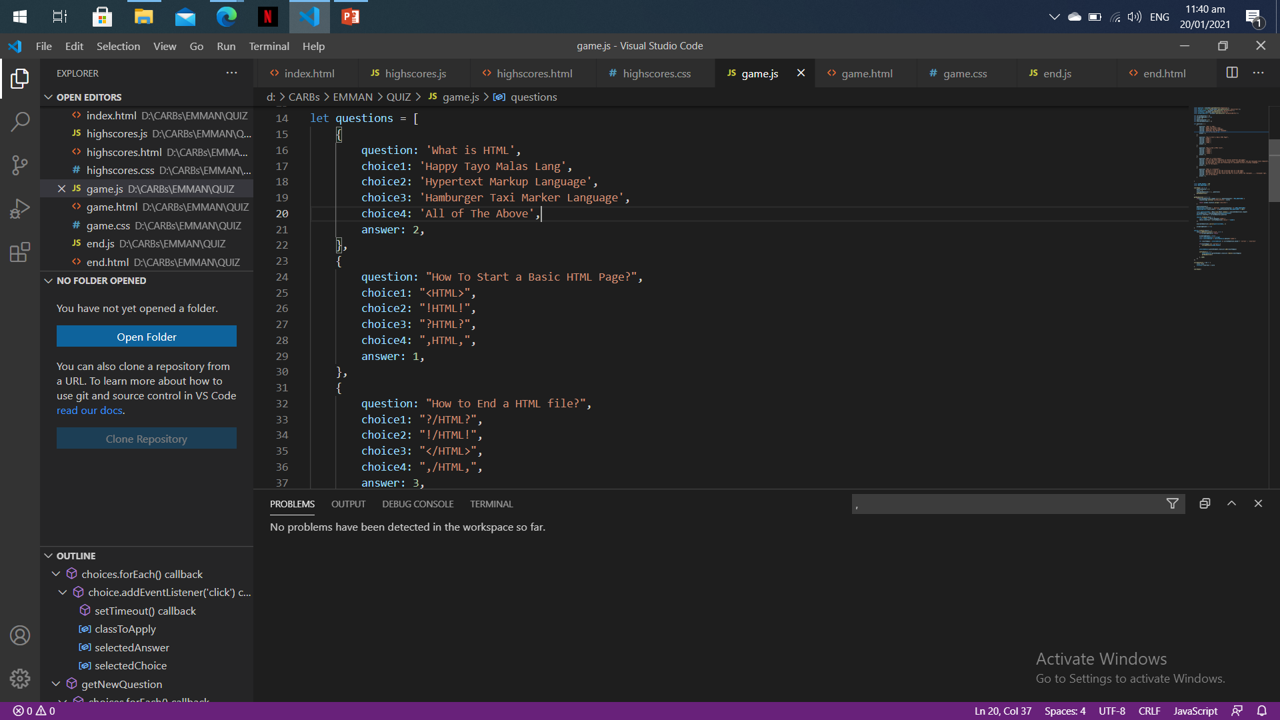 11:40 am
ENG
20/01/2021
1
File Edit Selection View Go Run Terminal Help
game.js - Visual Studio Code
EXPLORER
OPEN EDITORS
index.html D:\CARBs\EMMAN\QUIZ
JS highscores.js D:\CARBs\EMMAN\Q...
highscores.html D:\CARBs\EMMA...
# highscores.css D:\CARBs\EMMAN\...
JS game.js D:\CARBs\EMMAN\QUIZ
game.html D:\CARBs\EMMAN\QUIZ
# game.css D:\CARBs\EMMAN\QUIZ
JS end.js D:\CARBs\EMMAN\QUIZ
end.html D:\CARBs\EMMAN\QUIZ
NO FOLDER OPENED
You have not yet opened a folder.
Open Folder
You can also clone a repository from
a URL. To learn more about how to
use git and source control in VS Code
read our docs.
Clone Repository
OUTLINE
choices.forEach() callback
choice.addEventListener('click') c...
setTimeout() callback
classToApply
selectedAnswer
selectedChoice
getNewQuestion
choices.forEach() callback
index.html JS highscores.js highscores.html # highscores.css JS game.js game.html # game.css JS end.js end.html
d: > CARBs > EMMAN > QUIZ > JS game.js > questions
14 let questions = [
15 {
16 question: 'What is HTML',
17 choice1: 'Happy Tayo Malas Lang',
18 choice2: 'Hypertext Markup Language',
19 choice3: 'Hamburger Taxi Marker Language',
20 choice4: 'All of The Above',
21 answer: 2,
22 },
23 {
24 question: "How To Start a Basic HTML Page?",
25 choice1: "<HTML>",
26 choice2: "!HTML!",
27 choice3: "?HTML?",
28 choice4: ",HTML,",
29 answer: 1,
30 },
31 {
32 question: "How to End a HTML file?",
33 choice1: "?/HTML?",
34 choice2: "!/HTML!",
35 choice3: "</HTML>",
36 choice4: ",/HTML,",
37 answer: 3,
PROBLEMS OUTPUT DEBUG CONSOLE TERMINAL
,
No problems have been detected in the workspace so far.
Activate Windows
Go to Settings to activate Windows.
0 0
Ln 20, Col 37 Spaces: 4 UTF-8 CRLF JavaScript